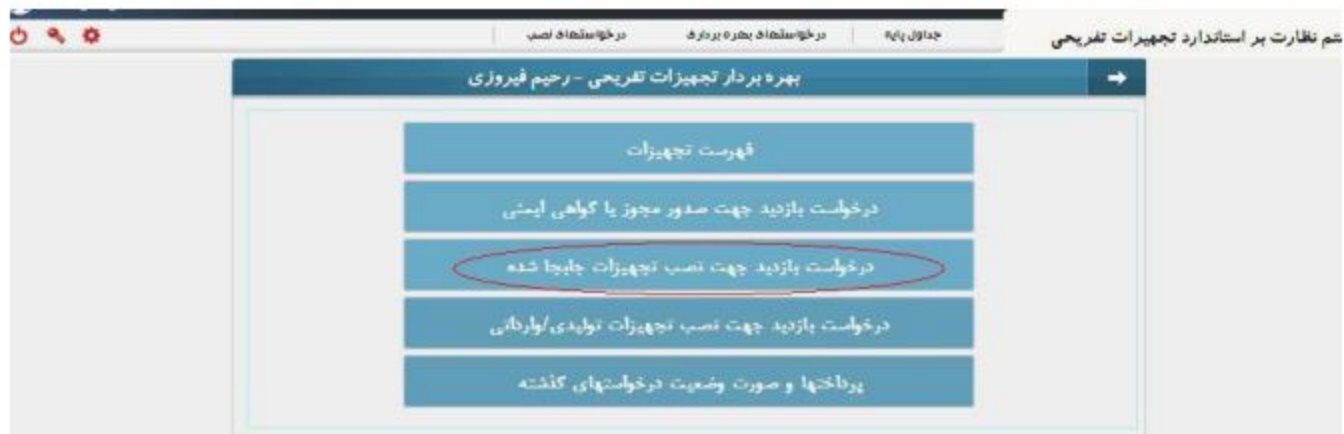 تم نظارت بر استاندارد تجهیزات تفریحی
جداول پایه
درخواستهای بهره برداری
درخواستهای نصب
بهره بردار تجهیزات تفریحی - رحیم فیروزی
فهرست تجهیزات
درخواست بازدید جهت صدور مجوز یا گواهی ایمنی
درخواست بازدید جهت نصب تجهیزات جابجا شده
درخواست بازدید جهت نصب تجهیزات تولیدی/وارداتی
پرداختها و صورت وضعیت درخواستهای گذشته